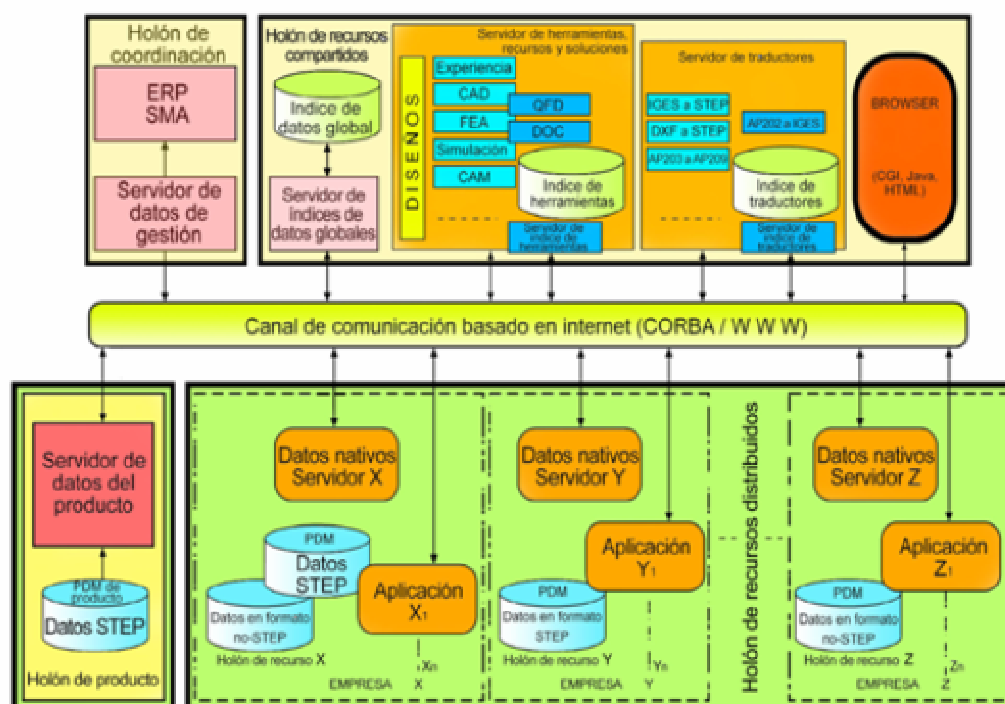 Holón de
coordinación
ERP
SMA
Servidor de
datos de
gestión
Holón de recursos
compartidos
Indice de
datos global
Servidor de
índices de
datos globales
Servidor de herramientas,
recursos y soluciones
DISEÑOS
Experiencia
CAD
FEA
Simulación
CAM
QFD
DOC
Indice de
herramientas
Servidor de
índice de
herramientas
Servidor de traductores
IGES a STEP
DXF a STEP
AP203 a AP209
AP202 a IGES
Indice de
traductores
Servidor de
índice de
traductores
BROWSER
(CGI, Java,
HTML)
Canal de comunicación basado en internet (CORBA / W W W)
Servidor de
datos del
producto
PDM de
producto
Datos STEP
Holón de producto
Datos nativos
Servidor X
PDM
Datos
STEP
Datos en formato
no-STEP
Aplicación
X1
Holón de recurso X
Xn
EMPRESA X
Datos nativos
Servidor Y
Aplicación
Y1
PDM
Datos en formato
STEP
Holón de recurso Y
Yn
EMPRESA Y
Holón de recursos distribuidos
Datos nativos
Servidor Z
Aplicación
Z1
PDM
Datos en formato
no-STEP
Holón de recurso Z
Zn
EMPRESA Z